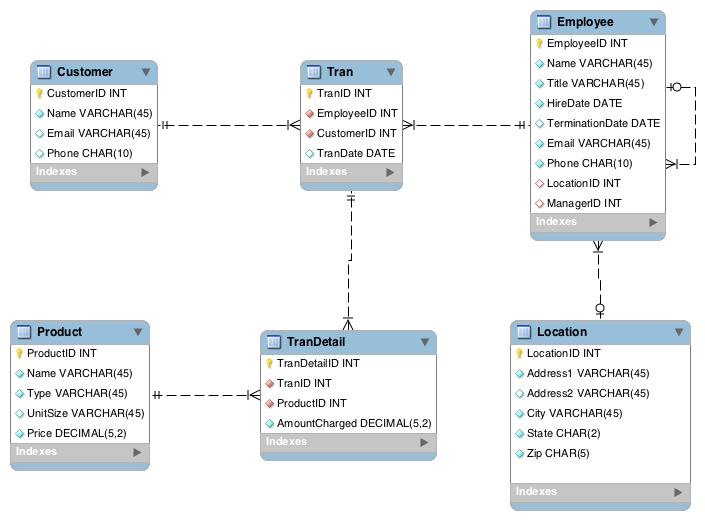 Customer
CustomerID INT
Name VARCHAR(45)
Email VARCHAR(45)
Phone CHAR(10)
Indexes
Tran
TranID INT
EmployeeID INT
CustomerID INT
TranDate DATE
Indexes
Employee
EmployeeID INT
Name VARCHAR(45)
Title VARCHAR(45)
HireDate DATE
TerminationDate DATE
Email VARCHAR(45)
Phone CHAR(10)
LocationID INT
ManagerID INT
Indexes
Product
ProductID INT
Name VARCHAR(45)
Type VARCHAR(45)
UnitSize VARCHAR(45)
Price DECIMAL(5,2)
Indexes
TranDetail
TranDetailID INT
TranID INT
ProductID INT
AmountCharged DECIMAL(5,2)
Indexes
Location
LocationID INT
Address1 VARCHAR(45)
Address2 VARCHAR(45)
City VARCHAR(45)
State CHAR(2)
Zip CHAR(5)
Indexes